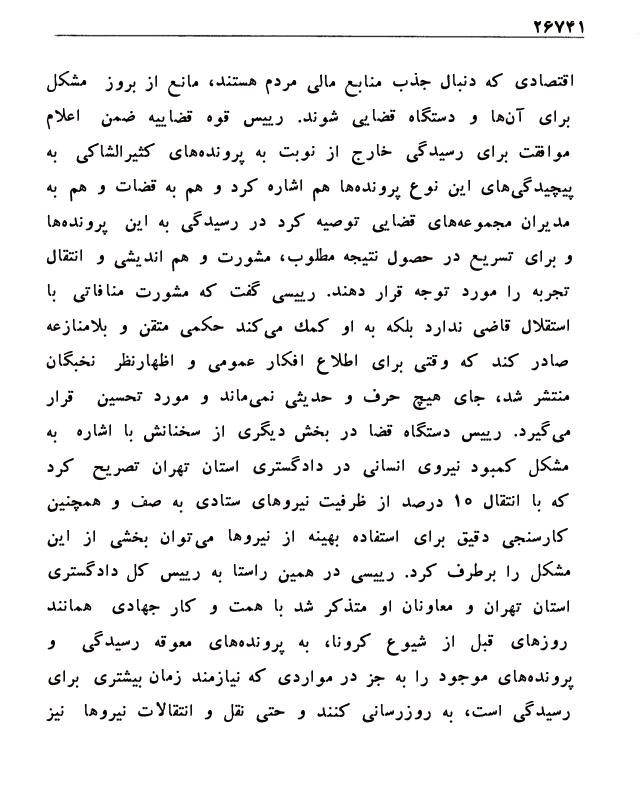 ۲۶۷۴۱
اقتصادی که دنبال جذب منابع مالی مردم هستند، مانع از بروز مشکل
برای آن‌ها و دستگاه قضایی شوند. رییس قوه قضاییه ضمن اعلام
موافقت برای رسیدگی خارج از نوبت به پرونده‌های کثیرالشاکی به
پیچیدگی‌های این نوع پرونده‌ها هم اشاره کرد و هم به قضات و هم به
مدیران مجموعه‌های قضایی توصیه کرد در رسیدگی به این پرونده‌ها
و برای تسریع در حصول نتیجه مطلوب، مشورت و هم اندیشی و انتقال
تجربه را مورد توجه قرار دهند. رییسی گفت که مشورت منافاتی با
استقلال قاضی ندارد بلکه به او کمك می‌کند حکمی متقن و بلامنازعه
صادر کند که وقتی برای اطلاع افکار عمومی و اظهارنظر نخبگان
منتشر شد، جای هیچ حرف و حدیثی نمی‌ماند و مورد تحسین قرار
می‌گیرد. رییس دستگاه قضا در بخش دیگری از سخنانش با اشاره به
مشکل کمبود نیروی انسانی در دادگستری استان تهران تصریح کرد
که با انتقال ۱۰ درصد از ظرفیت نیروهای ستادی به صف و همچنین
کارسنجی دقیق برای استفاده بهینه از نیروها می‌توان بخشی از این
مشکل را برطرف کرد. رییسی در همین راستا به رییس کل دادگستری
استان تهران و معاونان او متذکر شد با همت و کار جهادی همانند
روزهای قبل از شیوع کرونا، به پرونده‌های معوقه رسیدگی و
پرونده‌های موجود را به جز در مواردی که نیازمند زمان بیشتری برای
رسیدگی است، به روزرسانی کنند و حتی نقل و انتقالات نیروها نیز